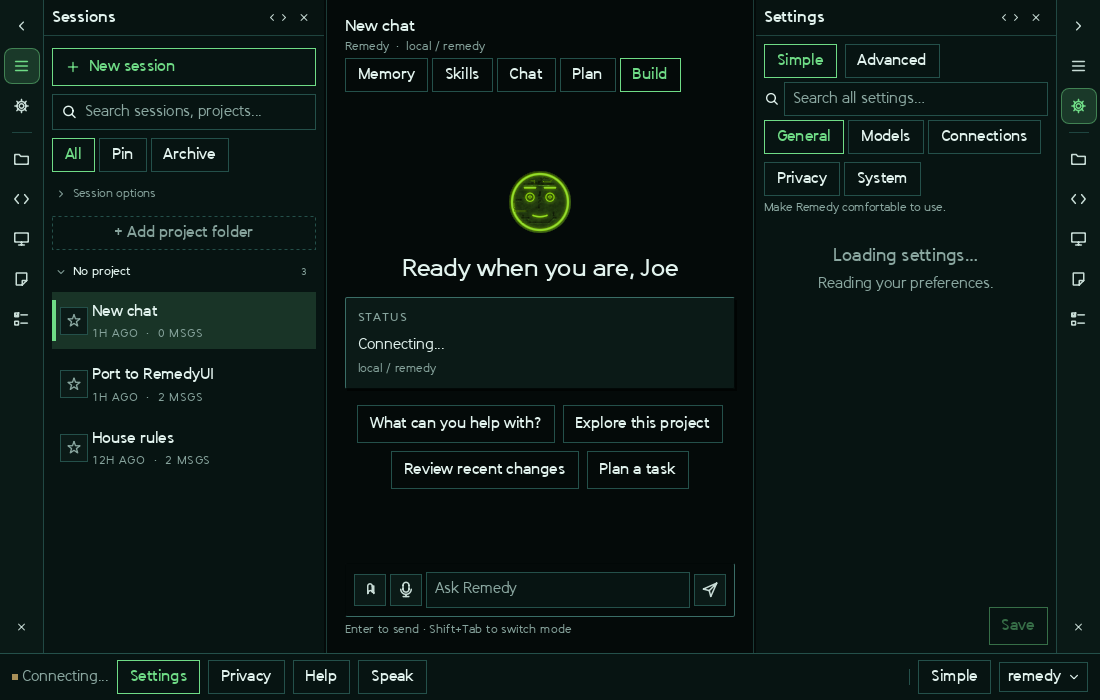 Sessions
New session
Search sessions, projects...
All
Pin
Archive
Session options
+ Add project folder
No project
3
New chat
1H AGO · 0 MSGS
Port to RemedyUI
1H AGO · 2 MSGS
House rules
12H AGO · 2 MSGS
New chat
Remedy · local / remedy
Memory
Skills
Chat
Plan
Build
Ready when you are, Joe
STATUS
Connecting...
local / remedy
What can you help with?
Explore this project
Review recent changes
Plan a task
Ask Remedy
Enter to send · Shift+Tab to switch mode
Settings
Simple
Advanced
Search all settings...
General
Models
Connections
Privacy
System
Make Remedy comfortable to use.
Loading settings...
Reading your preferences.
Save
Connecting...
Settings
Privacy
Help
Speak
Simple
remedy